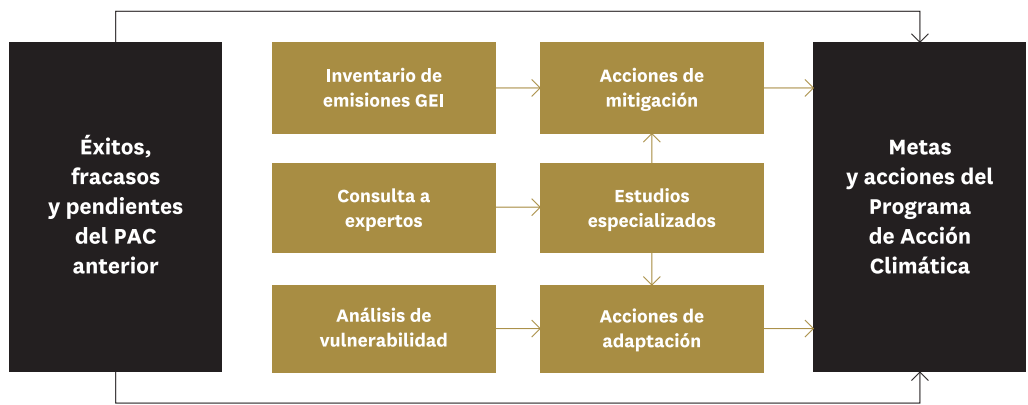 Éxitos,
fracasos
y pendientes
del PAC
anterior
Inventario de
emisiones GEI
Acciones de
mitigación
Consulta a
expertos
Estudios
especializados
Análisis de
vulnerabilidad
Acciones de
adaptación
Metas
y acciones del
Programa
de Acción
Climática